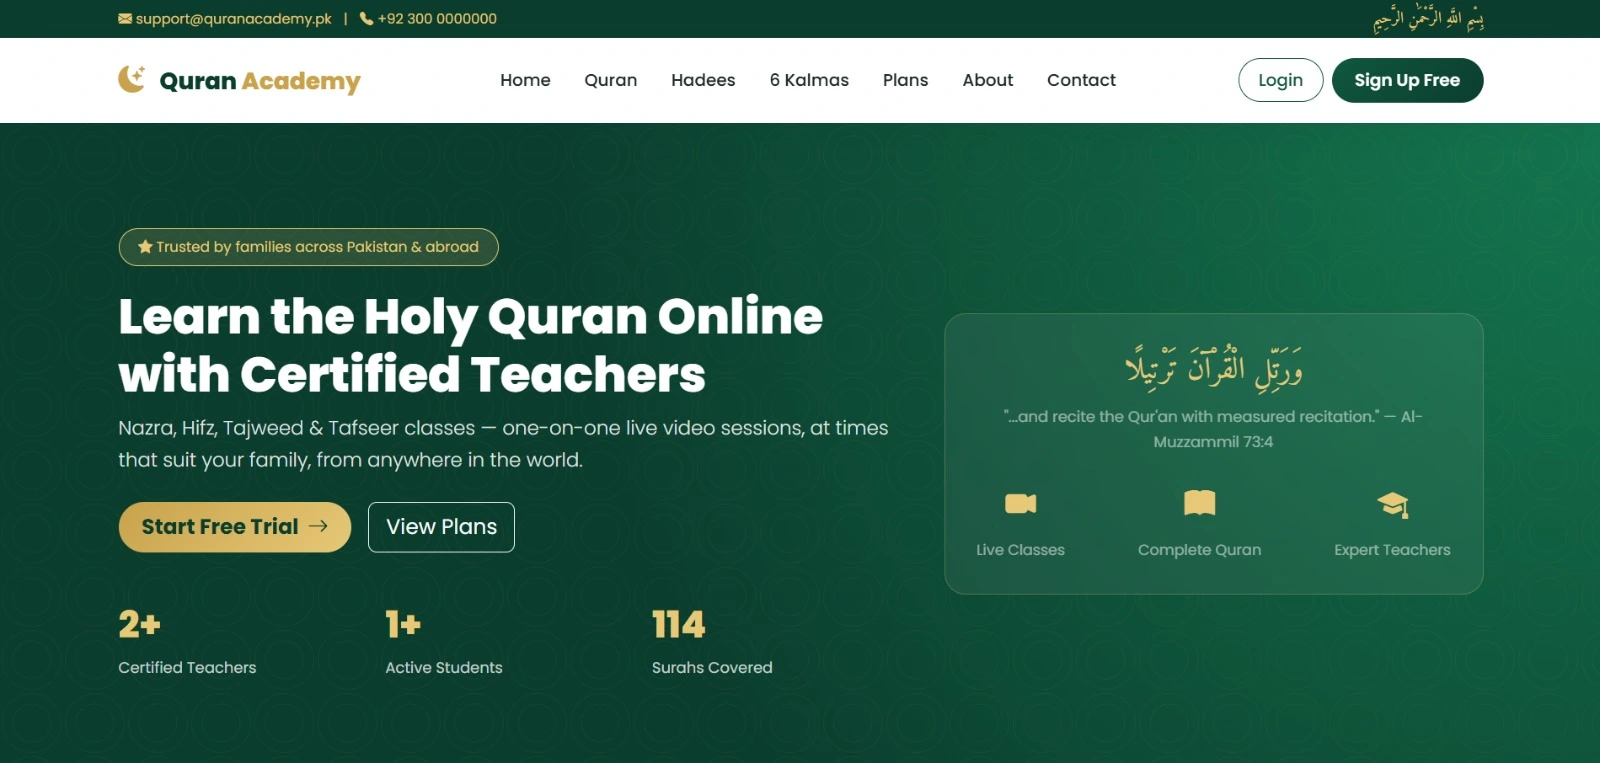 support@quranacademy.pk | +92 300 0000000
بِسْمِ اللَّهِ الرَّحْمَٰنِ الرَّحِيمِ
Quran Academy
Home Quran Hadees 6 Kalmas Plans About Contact
Login Sign Up Free
Trusted by families across Pakistan & abroad
Learn the Holy Quran Online
with Certified Teachers
Nazra, Hifz, Tajweed & Tafseer classes — one-on-one live video sessions, at times
that suit your family, from anywhere in the world.
Start Free Trial → View Plans
2+ 1+ 114
Certified Teachers Active Students Surahs Covered
وَرَتِّلِ الْقُرْآنَ تَرْتِيلًا
"...and recite the Qur'an with measured recitation." — Al-
Muzzammil 73:4
Live Classes Complete Quran Expert Teachers